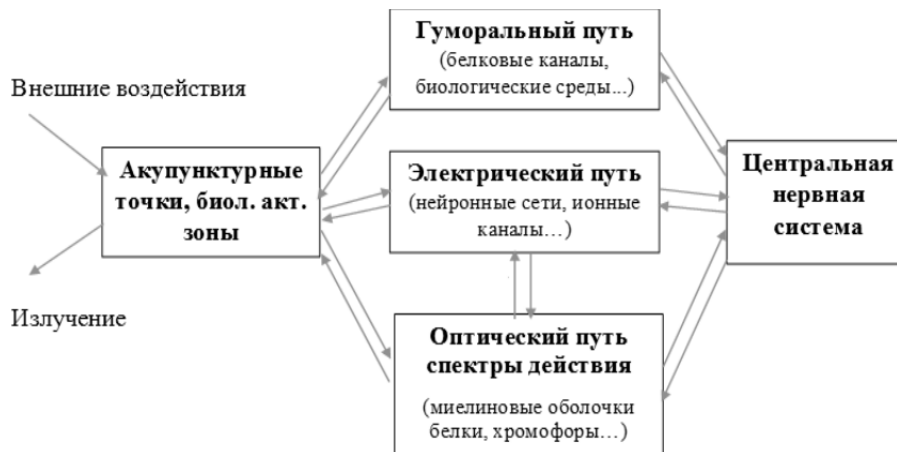 Гуморальный путь
(белковые каналы,
биологические среды...)
Внешние воздействия
Акупунктурные
точки, биол. акт.
зоны
Электрический путь
(нейронные сети, ионные
каналы…)
Центральная
нервная
система
Излучение
Оптический путь
спектры действия
(миелиновые оболочки
белки, хромофоры…)